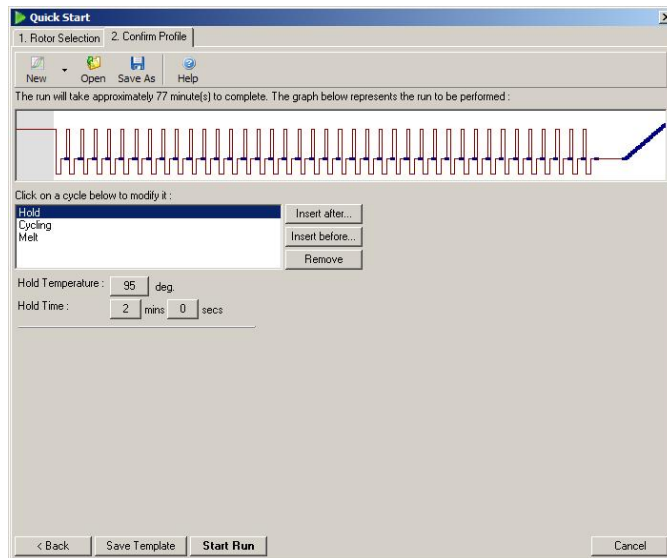 Quick Start
1. Rotor Selection 2. Confirm Profile
New Open Save As Help
The run will take approximately 77 minute(s) to complete. The graph below represents the run to be performed :
Click on a cycle below to modify it :
Hold
Cycling
Melt
Insert after...
Insert before...
Remove
Hold Temperature : 95 deg.
Hold Time : 2 mins 0 secs
< Back Save Template Start Run Cancel